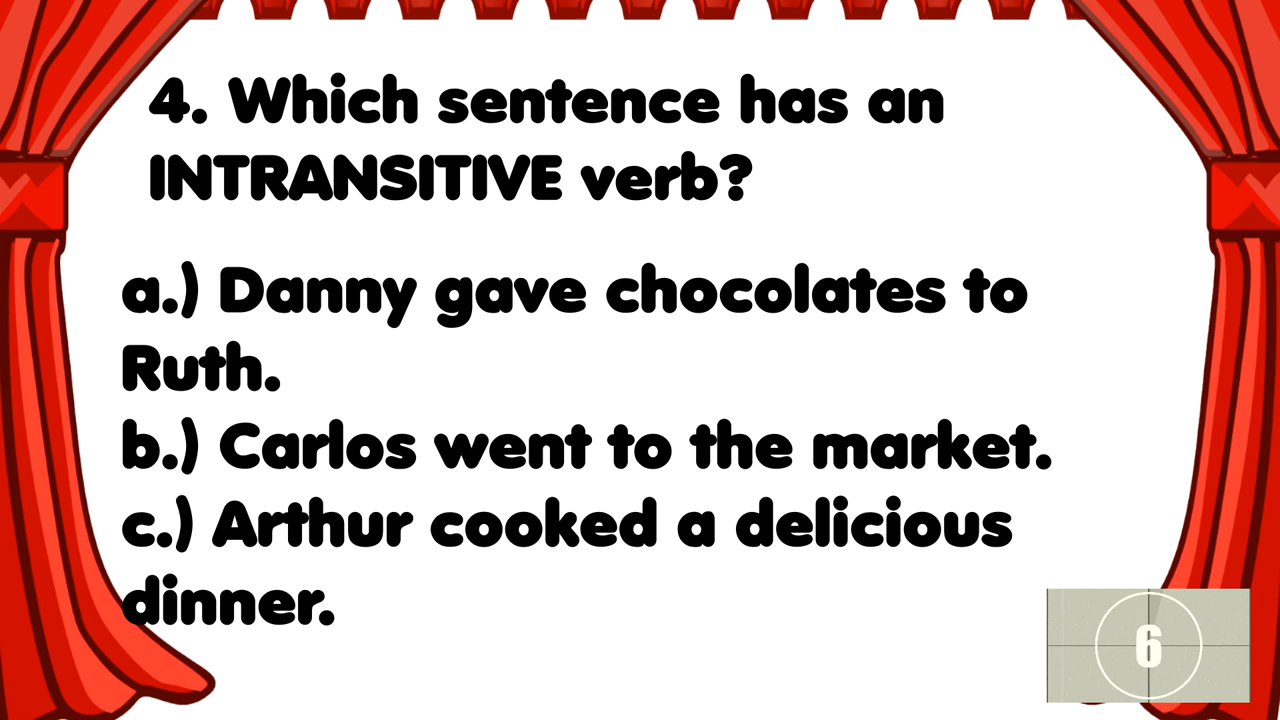 4. Which sentence has an
INTRANSITIVE verb?
a.) Danny gave chocolates to
Ruth.
b.) Carlos went to the market.
c.) Arthur cooked a delicious
dinner.
6